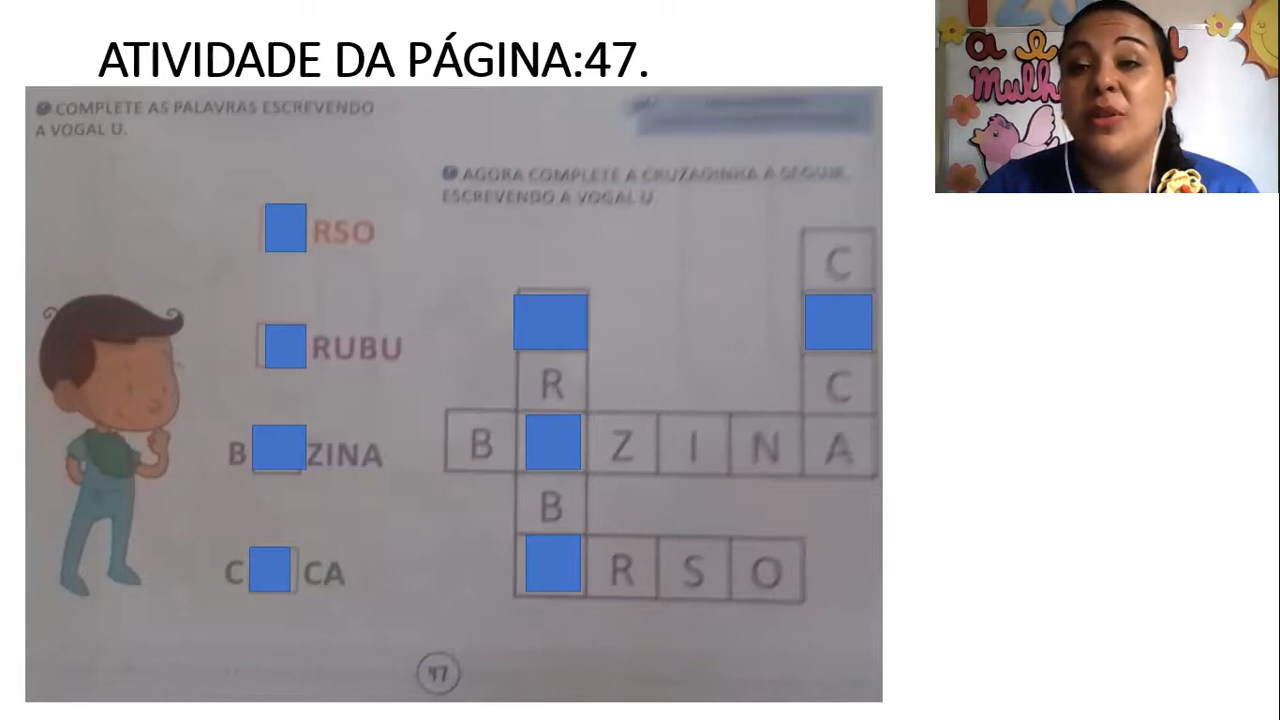 ATIVIDADE DA PÁGINA:47.
COMPLETE AS PALAVRAS ESCREVENDO
A VOGAL U.
AGORA COMPLETE A CRUZADINHA A SEGUIR,
ESCREVENDO A VOGAL U.
RSO
RUBU
B ZINA
C CA
C
R C
B Z I N A
B
R S O
47
Mulh